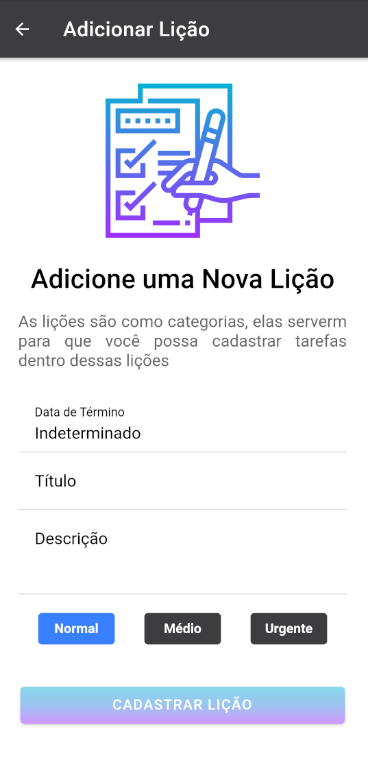 Adicionar Lição
Adicione uma Nova Lição
As lições são como categorias, elas serverm
para que você possa cadastrar tarefas
dentro dessas lições
Data de Término
Indeterminado
Título
Descrição
Normal
Médio
Urgente
CADASTRAR LIÇÃO